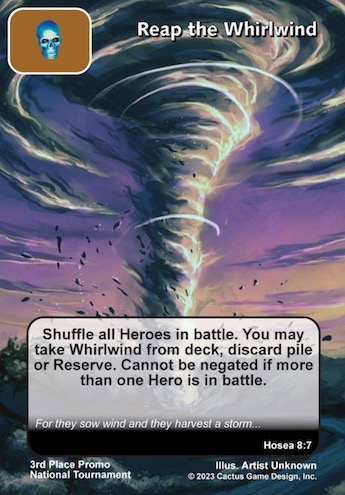 Reap the Whirlwind
Shuffle all Heroes in battle. You may
take Whirlwind from deck, discard pile
or Reserve. Cannot be negated if more
than one Hero is in battle.
For they sow wind and they harvest a storm...
Hosea 8:7
3rd Place Promo
National Tournament
Illus. Artist Unknown
© 2023 Cactus Game Design, Inc.